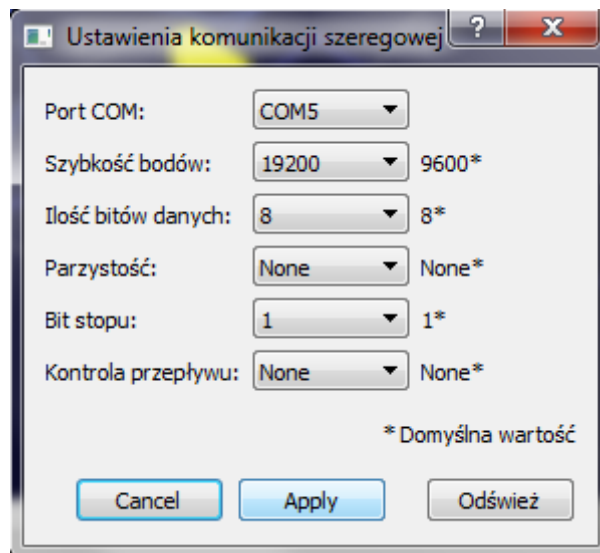 Ustawienia komunikacji szeregowej ?
Port COM: COM5
Szybkość bodów: 19200 9600*
Ilość bitów danych: 8 8*
Parzystość: None None*
Bit stopu: 1 1*
Kontrola przepływu: None None*
* Domyślna wartość
Cancel Apply Odśwież